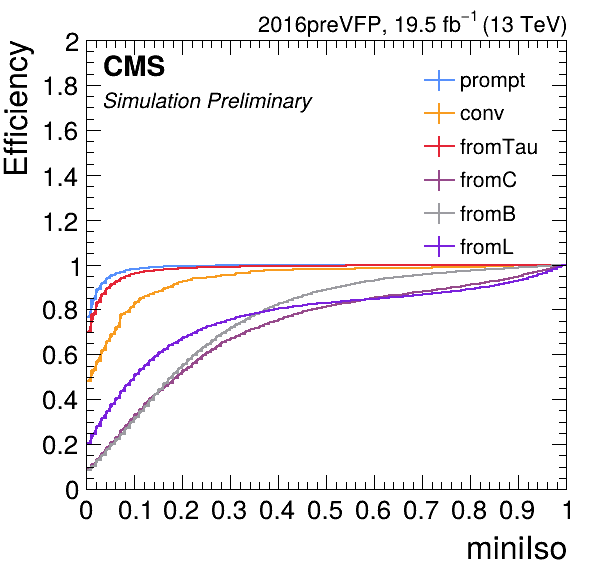 2016preVFP, 19.5 fb⁻¹ (13 TeV)
CMS
Simulation Preliminary
prompt
conv
fromTau
fromC
fromB
fromL
Efficiency
2
1.8
1.6
1.4
1.2
1
0.8
0.6
0.4
0.2
0
0 0.1 0.2 0.3 0.4 0.5 0.6 0.7 0.8 0.9 1
miniIso